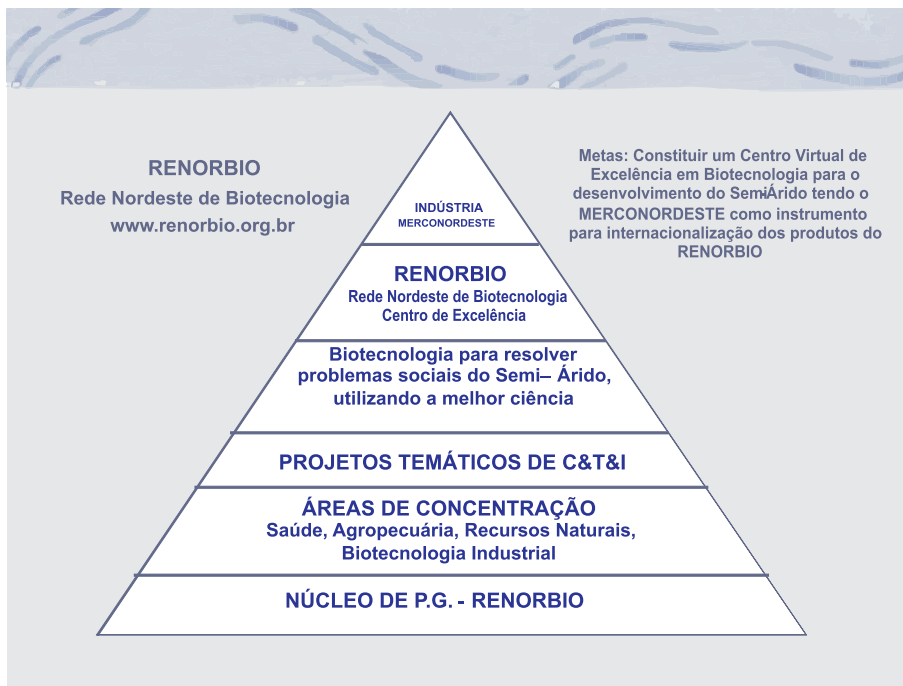 RENORBIO
Rede Nordeste de Biotecnologia
www.renorbio.org.br
Metas: Constituir um Centro Virtual de
Excelência em Biotecnologia para o
desenvolvimento do Semi-Árido tendo o
MERCONORDESTE como instrumento
para internacionalização dos produtos do
RENORBIO
INDÚSTRIA
MERCONORDESTE
RENORBIO
Rede Nordeste de Biotecnologia
Centro de Excelência
Biotecnologia para resolver
problemas sociais do Semi– Árido,
utilizando a melhor ciência
PROJETOS TEMÁTICOS DE C&T&I
ÁREAS DE CONCENTRAÇÃO
Saúde, Agropecuária, Recursos Naturais,
Biotecnologia Industrial
NÚCLEO DE P.G. - RENORBIO